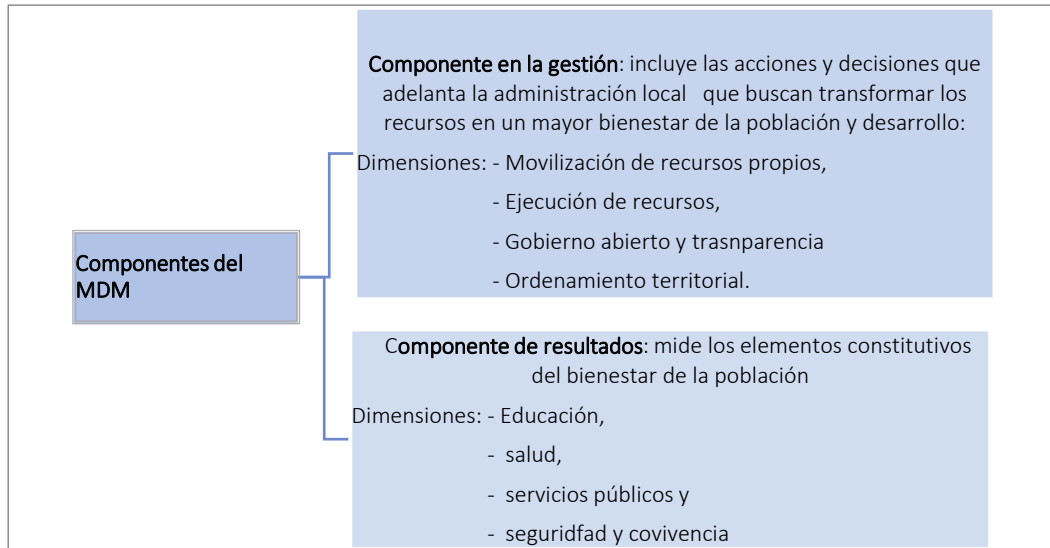 Componente en la gestión: incluye las acciones y decisiones que
adelanta la administración local que buscan transformar los
recursos en un mayor bienestar de la población y desarrollo:
Dimensiones: - Movilización de recursos propios,
- Ejecución de recursos,
- Gobierno abierto y trasnparencia
- Ordenamiento territorial.
Componentes del
MDM
Componente de resultados: mide los elementos constitutivos
del bienestar de la población
Dimensiones: - Educación,
- salud,
- servicios públicos y
- seguridfad y covivencia